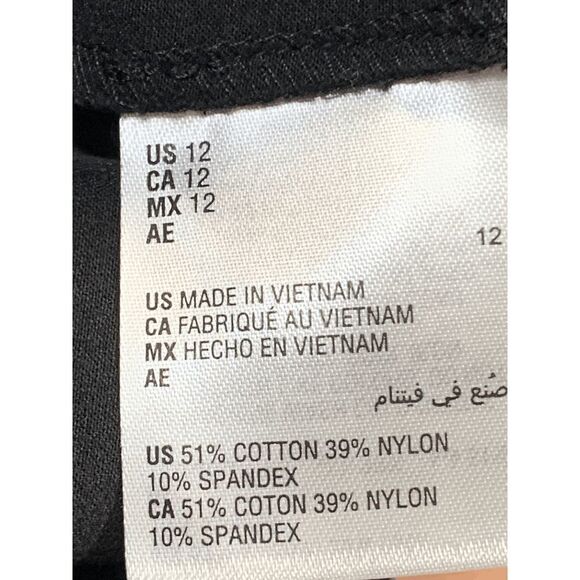 US 12
CA 12
MX 12
AE
12
US MADE IN VIETNAM
CA FABRIQUÉ AU VIETNAM
MX HECHO EN VIETNAM
AE
صُنع في فيتنام
US 51% COTTON 39% NYLON
10% SPANDEX
CA 51% COTON 39% NYLON
10% SPANDEX